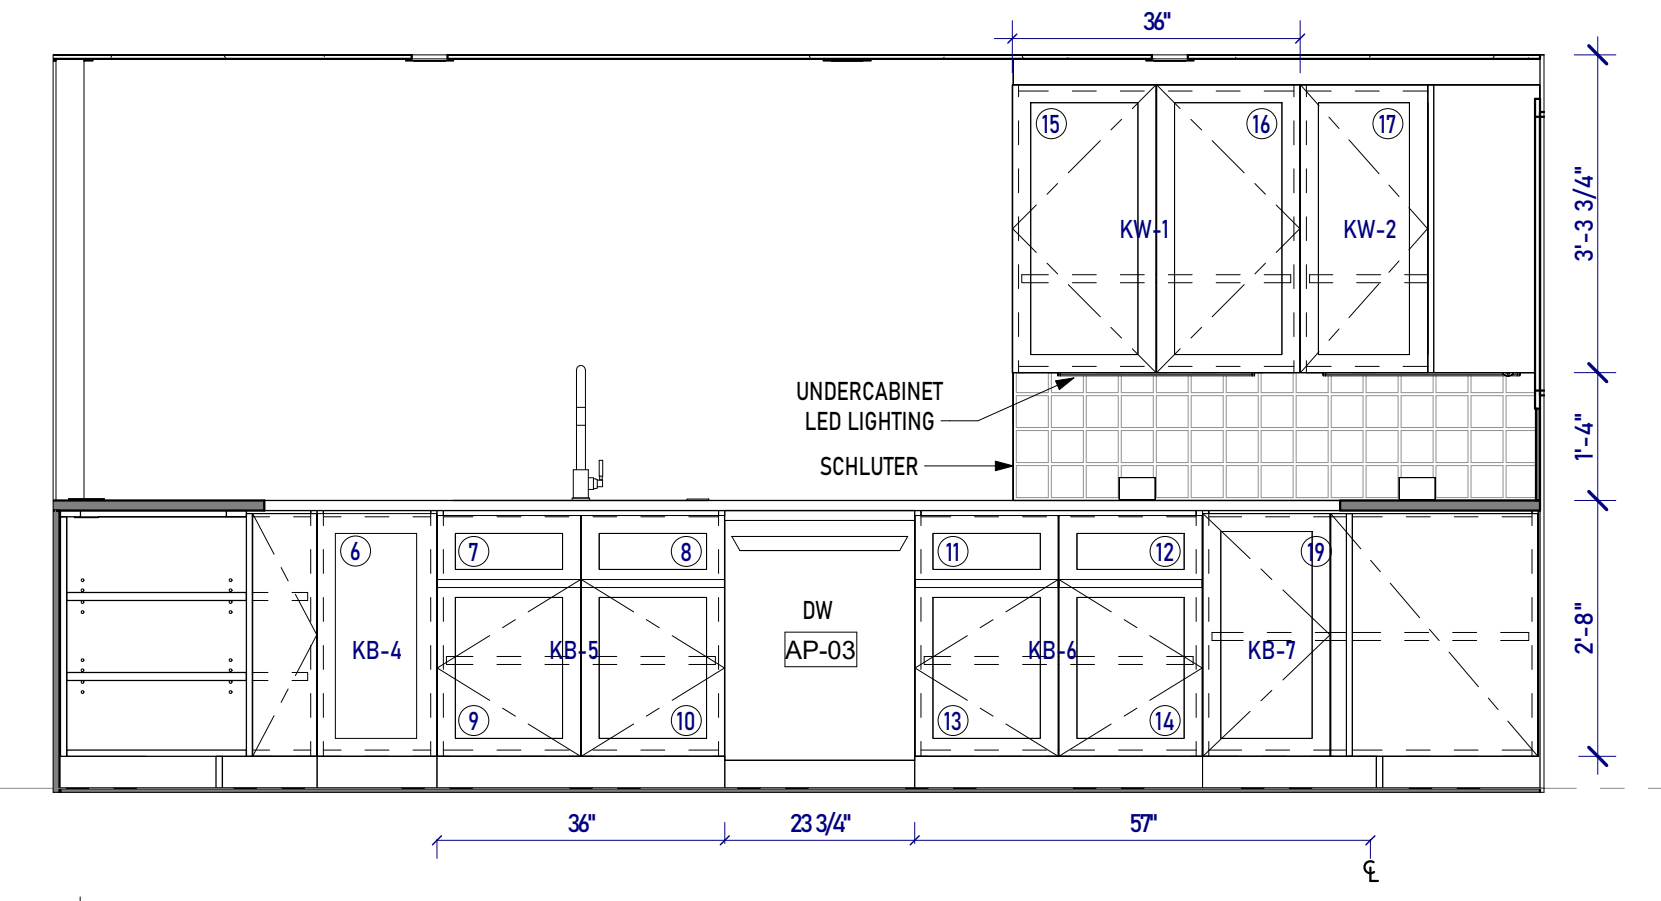 36"
15
16
17
KW-1
KW-2
3'-3 3/4"
UNDERCABINET
LED LIGHTING
SCHLUTER
1'-4"
6
7
8
11
12
19
DW
AP-03
KB-4
KB-5
KB-6
KB-7
2'-8"
9
10
13
14
36"
23 3/4"
57"
℄